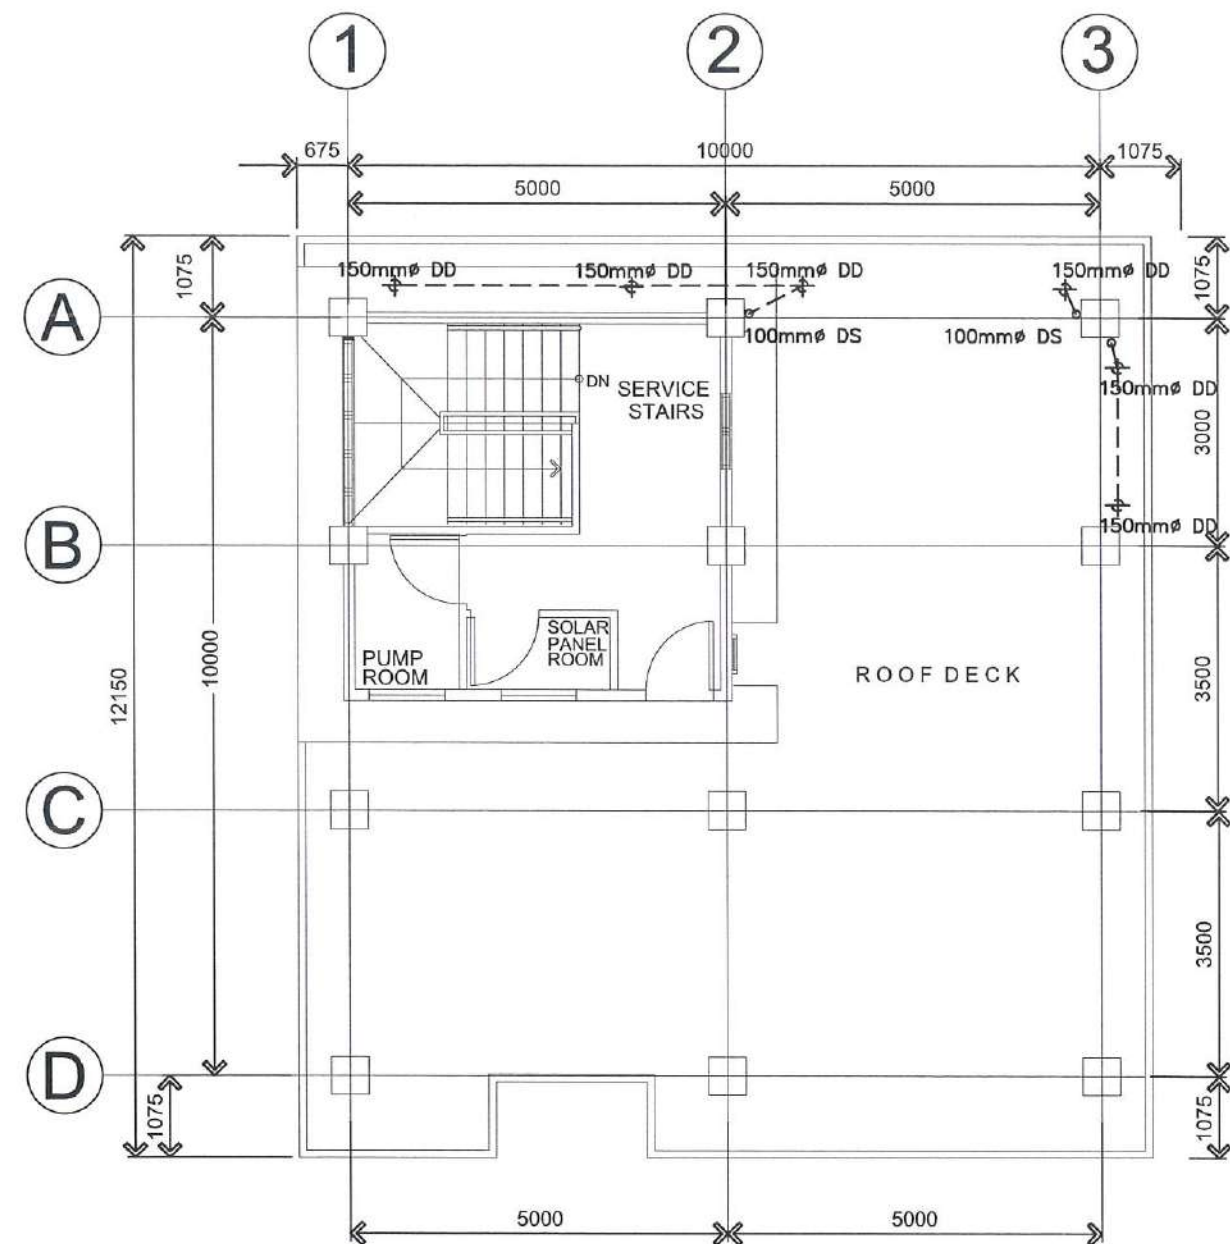 1 2 3
675 10000 1075
5000 5000
150mmø DD 150mmø DD 150mmø DD 150mmø DD
1075 1075
A
100mmø DS 100mmø DS
DN SERVICE
STAIRS
150mmø DD
3000
150mmø DD
B
SOLAR
PANEL
ROOM
PUMP
ROOM
ROOF DECK
12150 10000 3500
C
3500
D
1075 1075
5000 5000